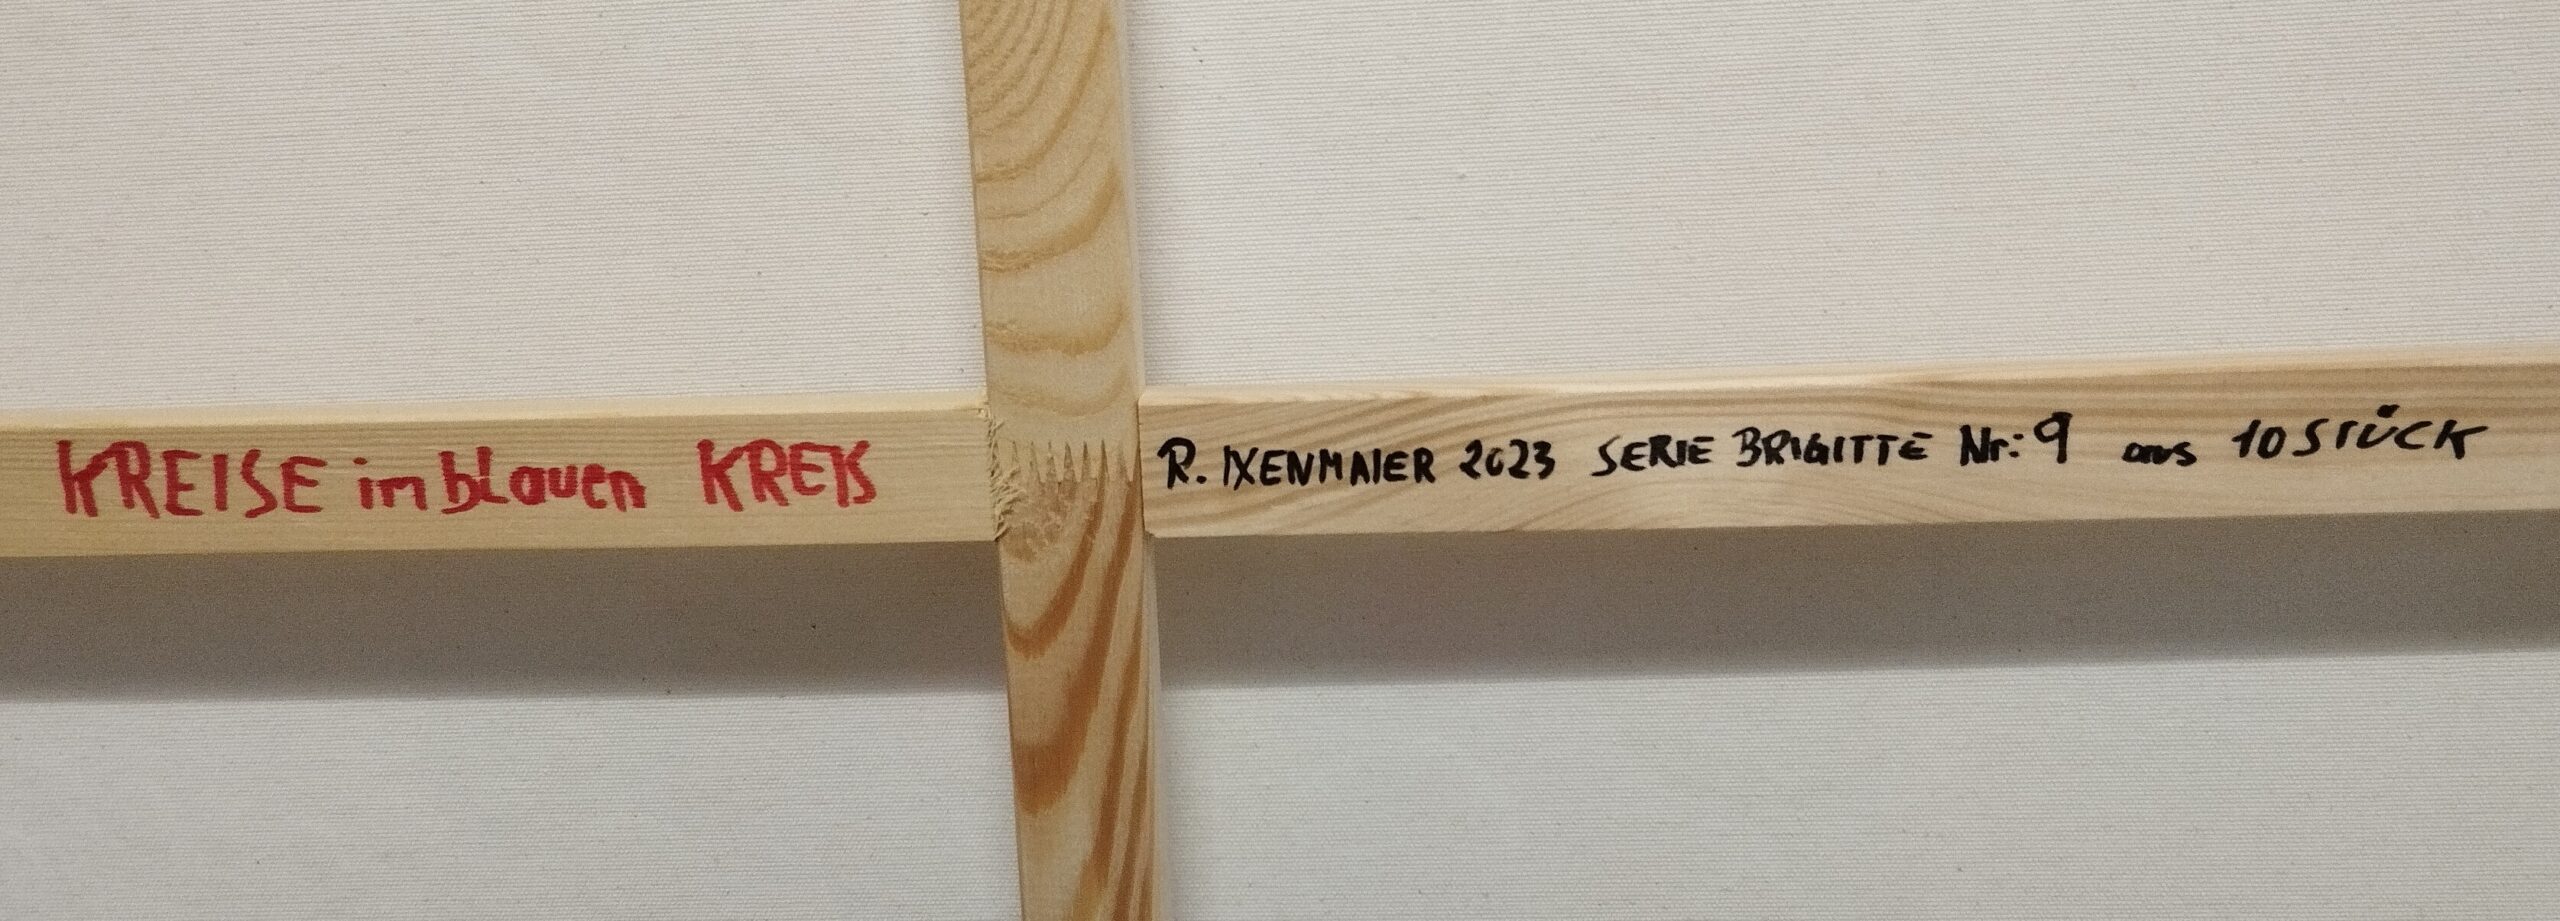 KREISE im blauen KREIS
R. IXENMAIER 2023 SERIE BRIGITTE Nr.: 9 aus 10 STÜCK